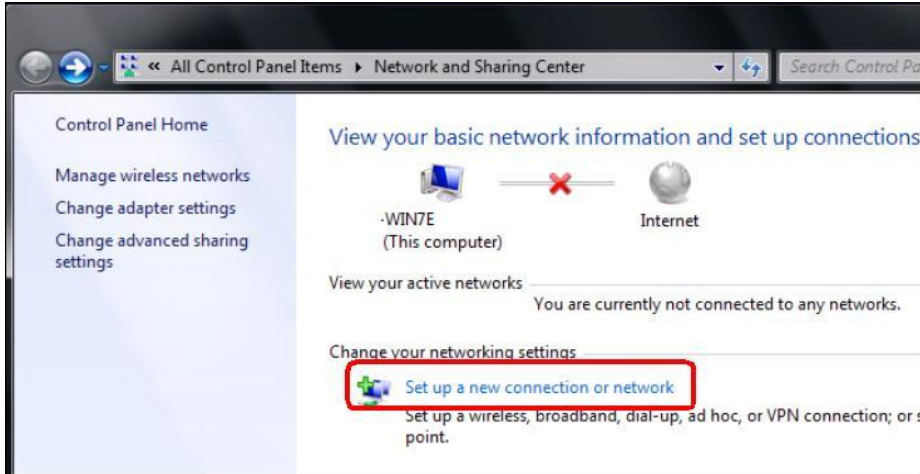 « All Control Panel Items ▸ Network and Sharing Center
Search Control
Control Panel Home
Manage wireless networks
Change adapter settings
Change advanced sharing
settings
View your basic network information and set up connections
-WIN7E
(This computer)
Internet
View your active networks
You are currently not connected to any networks.
Change your networking settings
Set up a new connection or network
Set up a wireless, broadband, dial-up, ad hoc, or VPN connection; or
point.